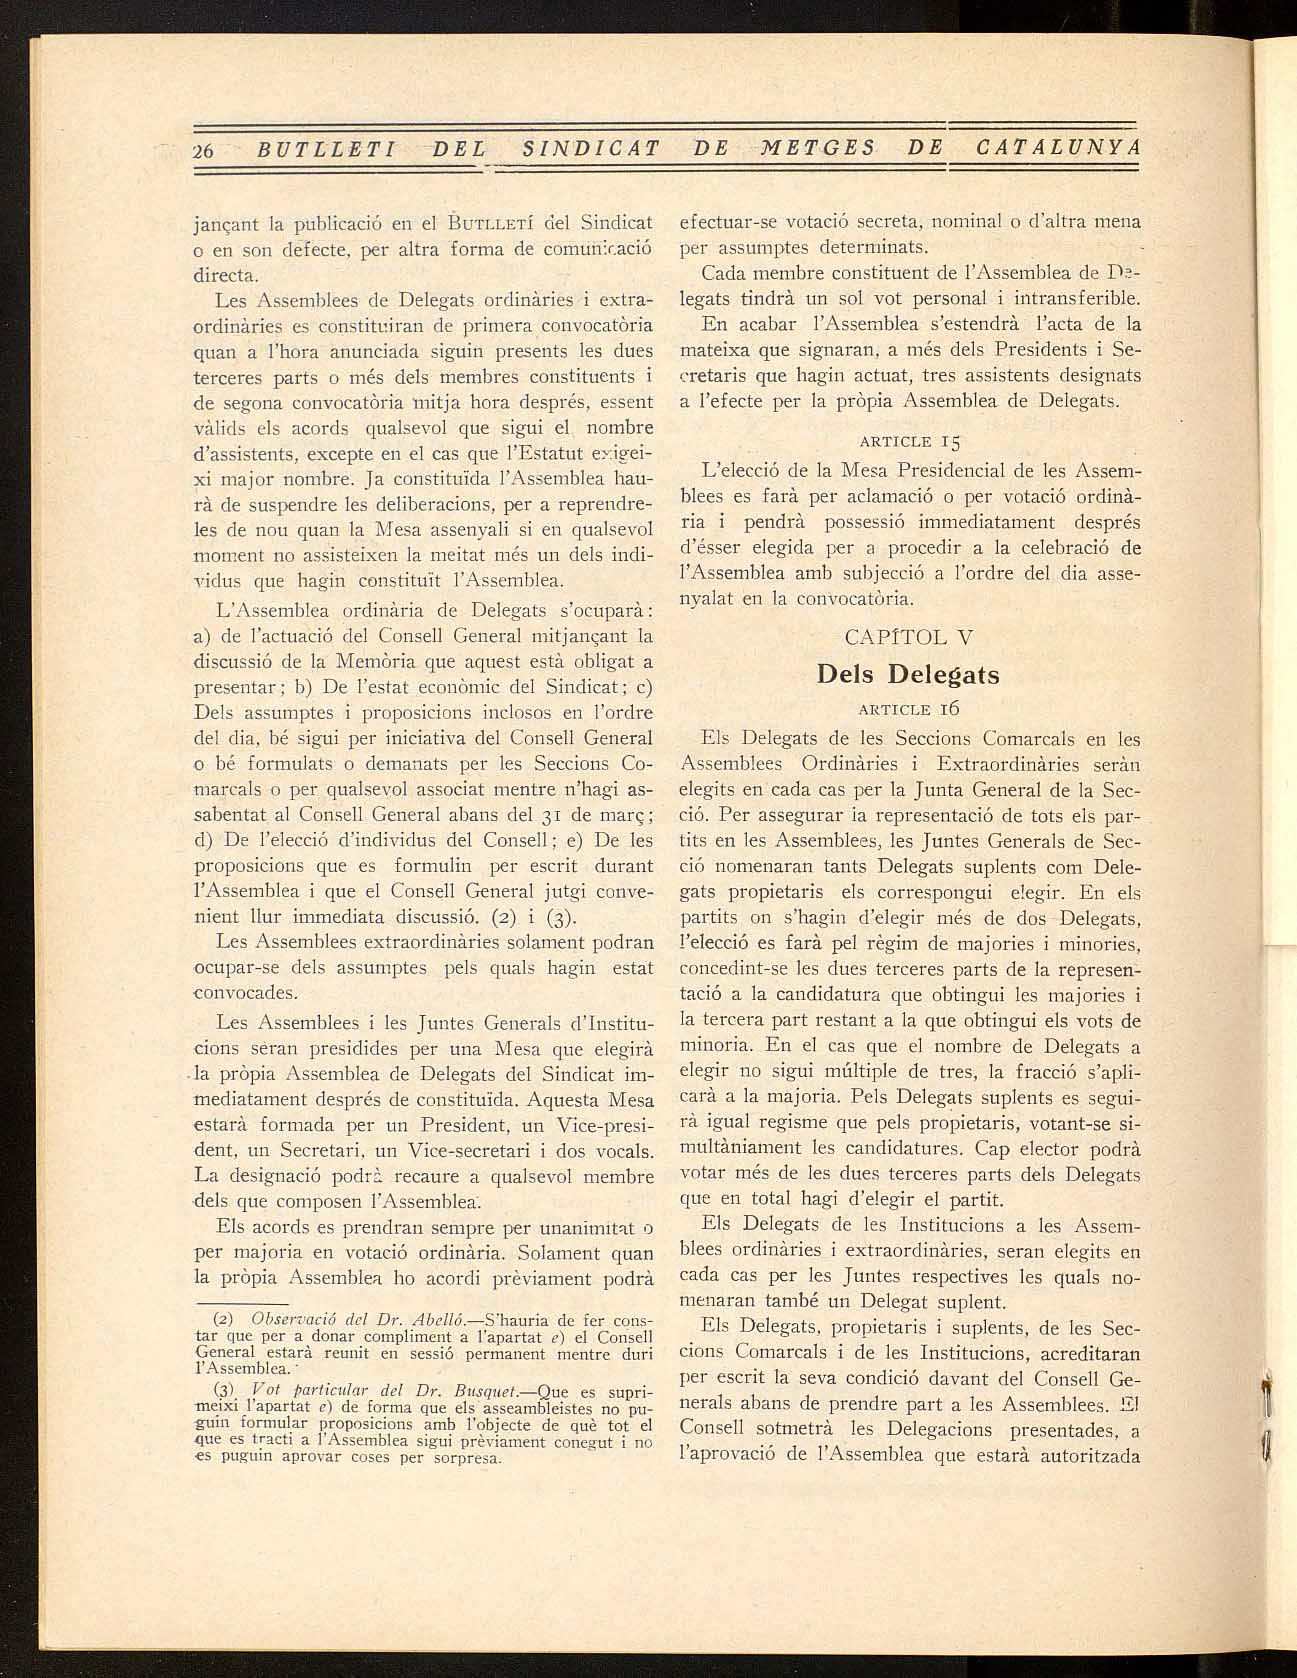 26 BUTLLETI DEL SINDICAT DE METGES DE CATALUNYA
jançant la publicació en el BUTLLETÍ del Sindicat
o en son defecte, per altra forma de comunicació
directa.
Les Assemblees de Delegats ordinàries i extra-
ordinàries es constituiran de primera convocatòria
quan a l'hora anunciada siguin presents les dues
terceres parts o més dels membres constituents i
de segona convocatòria mitja hora després, essent
vàlids els acords qualsevol que sigui el nombre
d'assistents, excepte en el cas que l'Estatut exigei-
xi major nombre. Ja constituïda l'Assemblea hau-
rà de suspendre les deliberacions, per a reprendre-
les de nou quan la Mesa assenyali si en qualsevol
moment no assisteixen la meitat més un dels indi-
vidus que hagin constituït l'Assemblea.
L'Assemblea ordinària de Delegats s'ocuparà:
a) de l'actuació del Consell General mitjançant la
discussió de la Memòria que aquest està obligat a
presentar; b) De l'estat econòmic del Sindicat; c)
Dels assumptes i proposicions inclosos en l'ordre
del dia, bé sigui per iniciativa del Consell General
o bé formulats o demanats per les Seccions Co-
marcals o per qualsevol associat mentre n'hagi as-
sabentat al Consell General abans del 31 de març;
d) De l'elecció d'individus del Consell; e) De les
proposicions que es formulin per escrit durant
l'Assemblea i que el Consell General jutgi conve-
nient llur immediata discussió. (2) i (3).
Les Assemblees extraordinàries solament podran
ocupar-se dels assumptes pels quals hagin estat
convocades.
Les Assemblees i les Juntes Generals d'Institu-
cions seran presidides per una Mesa que elegirà
la pròpia Assemblea de Delegats del Sindicat im-
mediatament després de constituïda. Aquesta Mesa
estarà formada per un President, un Vice-presi-
dent, un Secretari, un Vice-secretari i dos vocals.
La designació podrà recaure a qualsevol membre
dels que composen l'Assemblea.
Els acords es prendran sempre per unanimitat o
per majoria en votació ordinària. Solament quan
la pròpia Assemblea ho acordi prèviament podrà
(2) Observació del Dr. Abelló.—S'hauria de fer cons-
tar que per a donar compliment a l'apartat e) el Consell
General estarà reunit en sessió permanent mentre duri
l'Assemblea.
(3) Vot particular del Dr. Busquet.—Que es supri-
meixi l'apartat e) de forma que els asseambleistes no pu-
guin formular proposicions amb l'objecte de què tot el
que es tracti a l'Assemblea sigui prèviament conegut i no
es puguin aprovar coses per sorpresa.
efectuar-se votació secreta, nominal o d'altra mena
per assumptes determinats.
Cada membre constituent de l'Assemblea de De-
legats tindrà un sol vot personal i intransferible.
En acabar l'Assemblea s'estendrà l'acta de la
mateixa que signaran, a més dels Presidents i Se-
cretaris que hagin actuat, tres assistents designats
a l'efecte per la pròpia Assemblea de Delegats.
ARTICLE 15
L'elecció de la Mesa Presidencial de les Assem-
blees es farà per aclamació o per votació ordinà-
ria i pendrà possessió immediatament després
d'ésser elegida per a procedir a la celebració de
l'Assemblea amb subjecció a l'ordre del dia asse-
nyalat en la convocatòria.
CAPÍTOL V
Dels Delegats
ARTICLE 16
Els Delegats de les Seccions Comarcals en les
Assemblees Ordinàries i Extraordinàries seràn
elegits en cada cas per la Junta General de la Sec-
ció. Per assegurar la representació de tots els par-
tits en les Assemblees, les Juntes Generals de Sec-
ció nomenaran tants Delegats suplents com Dele-
gats propietaris els correspongui elegir. En els
partits on s'hagin d'elegir més de dos Delegats,
l'elecció es farà pel règim de majories i minories,
concedint-se les dues terceres parts de la represen-
tació a la candidatura que obtingui les majories i
la tercera part restant a la que obtingui els vots de
minoria. En el cas que el nombre de Delegats a
elegir no sigui múltiple de tres, la fracció s'apli-
carà a la majoria. Pels Delegats suplents es segui-
rà igual regisme que pels propietaris, votant-se si-
multàniament les candidatures. Cap elector podrà
votar més de les dues terceres parts dels Delegats
que en total hagi d'elegir el partit.
Els Delegats de les Institucions a les Assem-
blees ordinàries i extraordinàries, seran elegits en
cada cas per les Juntes respectives les quals no-
menaran també un Delegat suplent.
Els Delegats, propietaris i suplents, de les Sec-
cions Comarcals i de les Institucions, acreditaran
per escrit la seva condició davant del Consell Ge-
nerals abans de prendre part a les Assemblees. El
Consell sotmetrà les Delegacions presentades, a
l'aprovació de l'Assemblea que estarà autoritzada